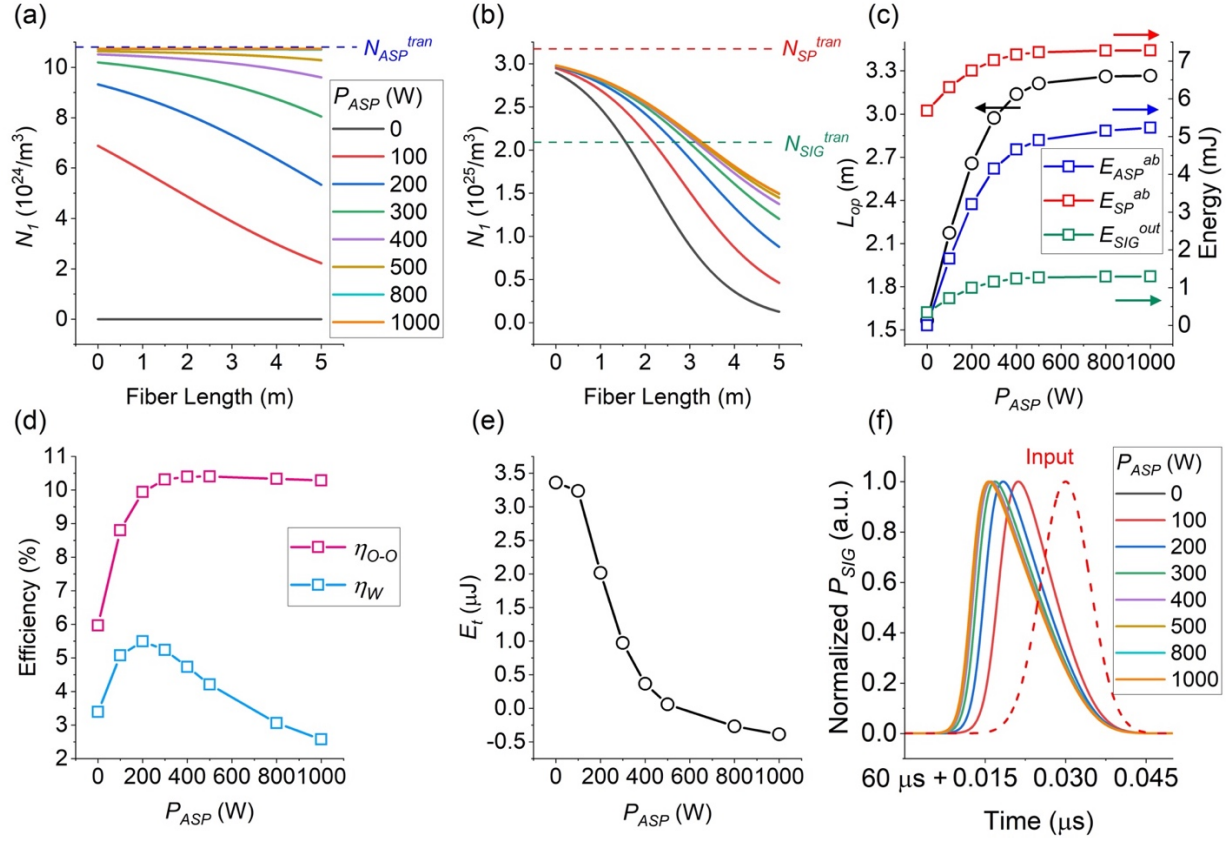 (a)
N₁ (10²⁴/m³)
10
8
6
4
2
0
N_ASP^tran
P_ASP (W)
0
100
200
300
400
500
800
1000
0 1 2 3 4 5
Fiber Length (m)
(b)
N₁ (10²⁵/m³)
3.0
2.5
2.0
1.5
1.0
0.5
0.0
N_SP^tran
N_SIG^tran
0 1 2 3 4 5
Fiber Length (m)
(c)
L_op (m)
3.3
3.0
2.7
2.4
2.1
1.8
1.5
E_ASP^ab
E_SP^ab
E_SIG^out
7
6
5
4
3
2
1
0
Energy (mJ)
0 200 400 600 800 1000
P_ASP (W)
(d)
Efficiency (%)
11
10
9
8
7
6
5
4
3
2
η_O-O
η_W
0 200 400 600 800 1000
P_ASP (W)
(e)
E_t (μJ)
3.5
3.0
2.5
2.0
1.5
1.0
0.5
0.0
-0.5
0 200 400 600 800 1000
P_ASP (W)
(f)
Normalized P_SIG (a.u.)
1.0
0.8
0.6
0.4
0.2
0.0
Input
P_ASP (W)
0
100
200
300
400
500
800
1000
60 μs + 0.015 0.030 0.045
Time (μs)